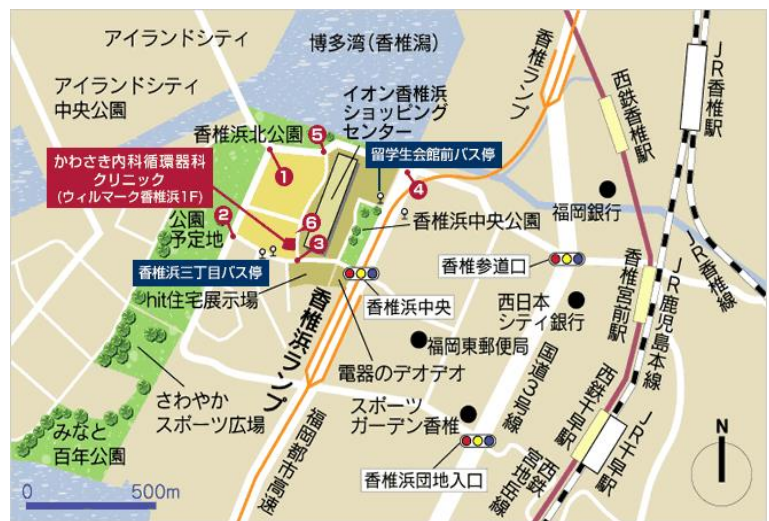 アイランドシティ
博多湾(香椎潟)
香椎ランプ
JR香椎駅
西鉄香椎駅
アイランドシティ
中央公園
イオン香椎浜
ショッピング
センター
香椎浜北公園
5
留学生会館前バス停
かわさき内科循環器科
クリニック
(ウィルマーク香椎浜1F)
1
4
福岡銀行
公園
予定地
2
6
3
香椎浜中央公園
香椎浜三丁目バス停
香椎参道口
香椎宮前駅
JR鹿児島本線
JR香椎線
hit住宅展示場
香椎浜ランプ
香椎浜中央
西日本
シティ銀行
福岡東郵便局
国道3号線
電器のデオデオ
さわやか
スポーツ広場
福岡都市高速
スポーツ
ガーデン香椎
西鉄千早駅
JR千早駅
みなと
百年公園
香椎浜団地入口
西鉄
宮地岳線
N
0
500m